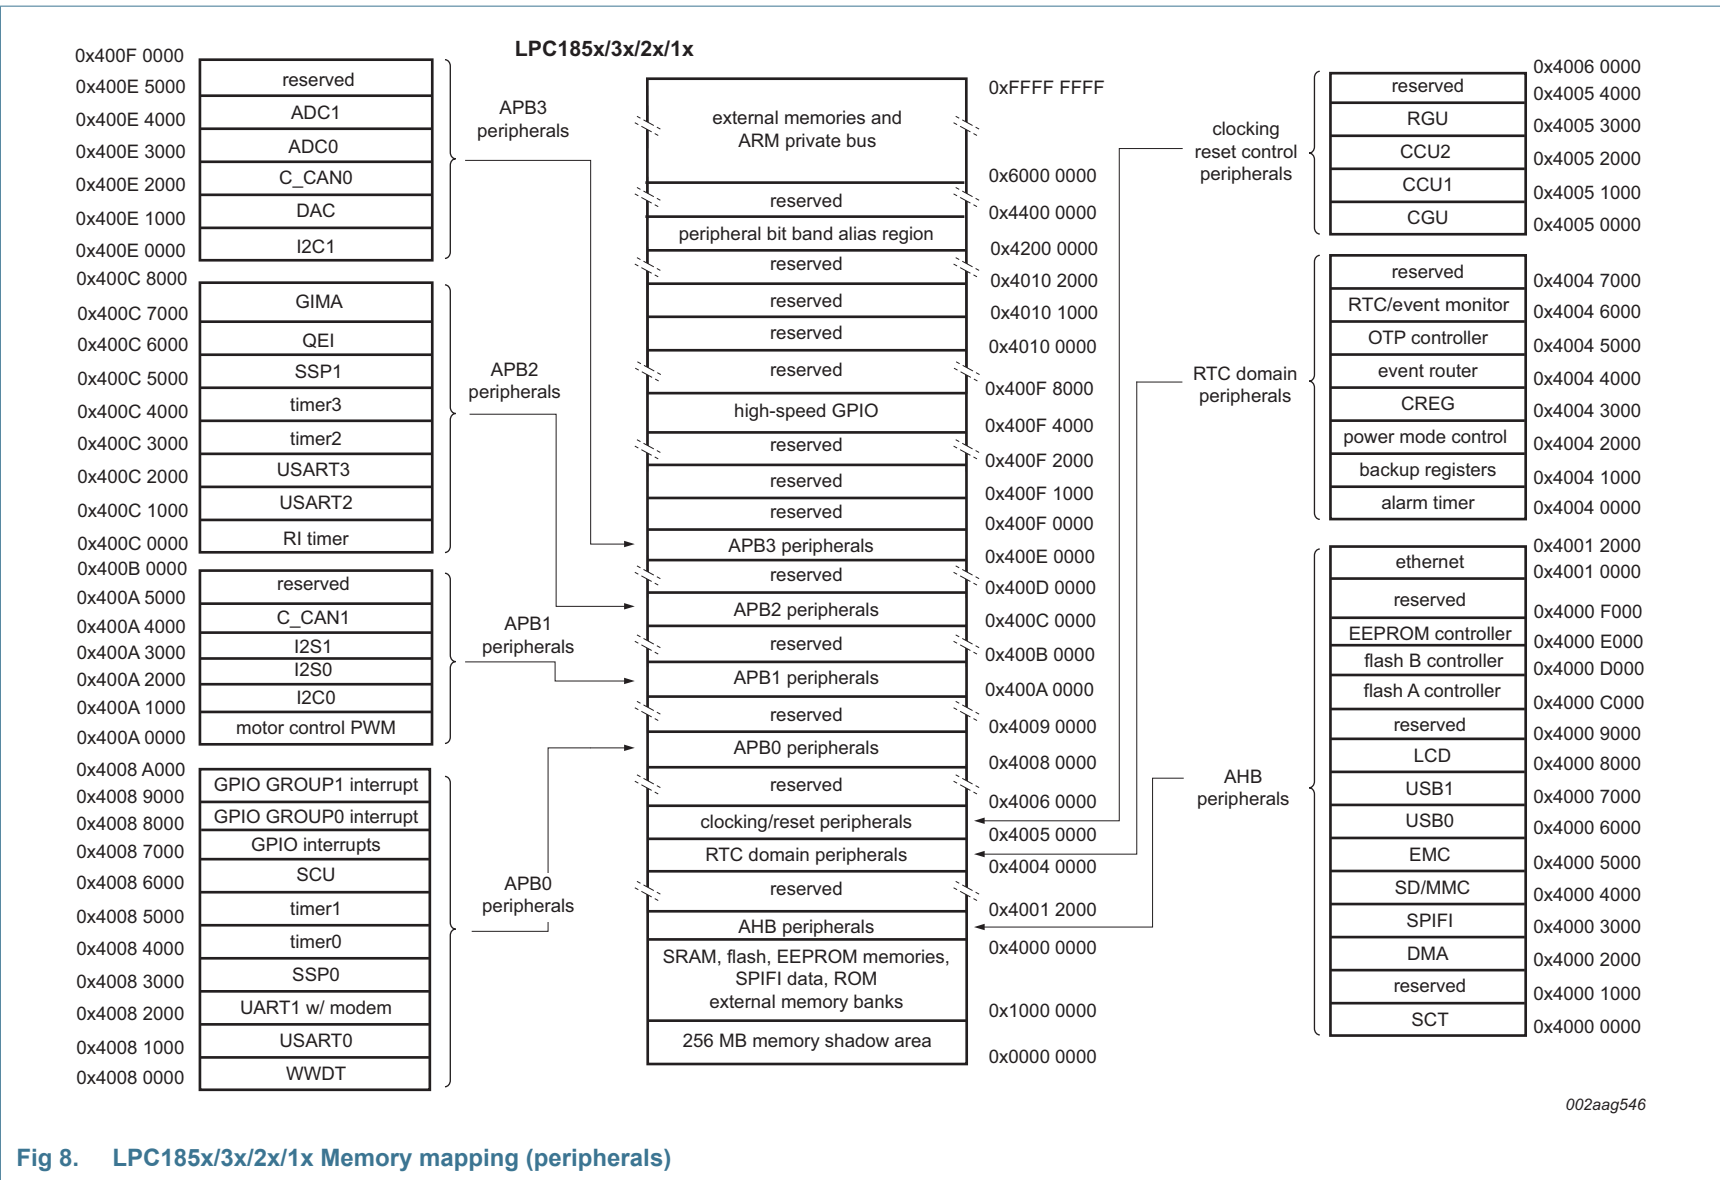 LPC185x/3x/2x/1x
0x400F 0000
reserved
0x400E 5000
ADC1
0x400E 4000
ADC0
0x400E 3000
C_CAN0
0x400E 2000
DAC
0x400E 1000
I2C1
0x400E 0000
APB3
peripherals
0x400C 8000
GIMA
0x400C 7000
QEI
0x400C 6000
SSP1
0x400C 5000
timer3
0x400C 4000
timer2
0x400C 3000
USART3
0x400C 2000
USART2
0x400C 1000
RI timer
0x400C 0000
APB2
peripherals
0x400B 0000
reserved
0x400A 5000
C_CAN1
0x400A 4000
I2S1
0x400A 3000
I2S0
0x400A 2000
I2C0
0x400A 1000
motor control PWM
0x400A 0000
APB1
peripherals
0x4008 A000
GPIO GROUP1 interrupt
0x4008 9000
GPIO GROUP0 interrupt
0x4008 8000
GPIO interrupts
0x4008 7000
SCU
0x4008 6000
timer1
0x4008 5000
timer0
0x4008 4000
SSP0
0x4008 3000
UART1 w/ modem
0x4008 2000
USART0
0x4008 1000
WWDT
0x4008 0000
APB0
peripherals
0xFFFF FFFF
external memories and
ARM private bus
0x6000 0000
reserved
0x4400 0000
peripheral bit band alias region
0x4200 0000
reserved
0x4010 2000
reserved
0x4010 1000
reserved
0x4010 0000
reserved
0x400F 8000
high-speed GPIO
0x400F 4000
reserved
0x400F 2000
reserved
0x400F 1000
reserved
0x400F 0000
APB3 peripherals
0x400E 0000
reserved
0x400D 0000
APB2 peripherals
0x400C 0000
reserved
0x400B 0000
APB1 peripherals
0x400A 0000
reserved
0x4009 0000
APB0 peripherals
0x4008 0000
reserved
0x4006 0000
clocking/reset peripherals
0x4005 0000
RTC domain peripherals
0x4004 0000
reserved
0x4001 2000
AHB peripherals
0x4000 0000
SRAM, flash, EEPROM memories,
SPIFI data, ROM
external memory banks
0x1000 0000
256 MB memory shadow area
0x0000 0000
clocking
reset control
peripherals
0x4006 0000
reserved
0x4005 4000
RGU
0x4005 3000
CCU2
0x4005 2000
CCU1
0x4005 1000
CGU
0x4005 0000
RTC domain
peripherals
reserved
0x4004 7000
RTC/event monitor
0x4004 6000
OTP controller
0x4004 5000
event router
0x4004 4000
CREG
0x4004 3000
power mode control
0x4004 2000
backup registers
0x4004 1000
alarm timer
0x4004 0000
AHB
peripherals
0x4001 2000
ethernet
0x4001 0000
reserved
0x4000 F000
EEPROM controller
0x4000 E000
flash B controller
0x4000 D000
flash A controller
0x4000 C000
reserved
0x4000 9000
LCD
0x4000 8000
USB1
0x4000 7000
USB0
0x4000 6000
EMC
0x4000 5000
SD/MMC
0x4000 4000
SPIFI
0x4000 3000
DMA
0x4000 2000
reserved
0x4000 1000
SCT
0x4000 0000
002aag546
Fig 8. LPC185x/3x/2x/1x Memory mapping (peripherals)